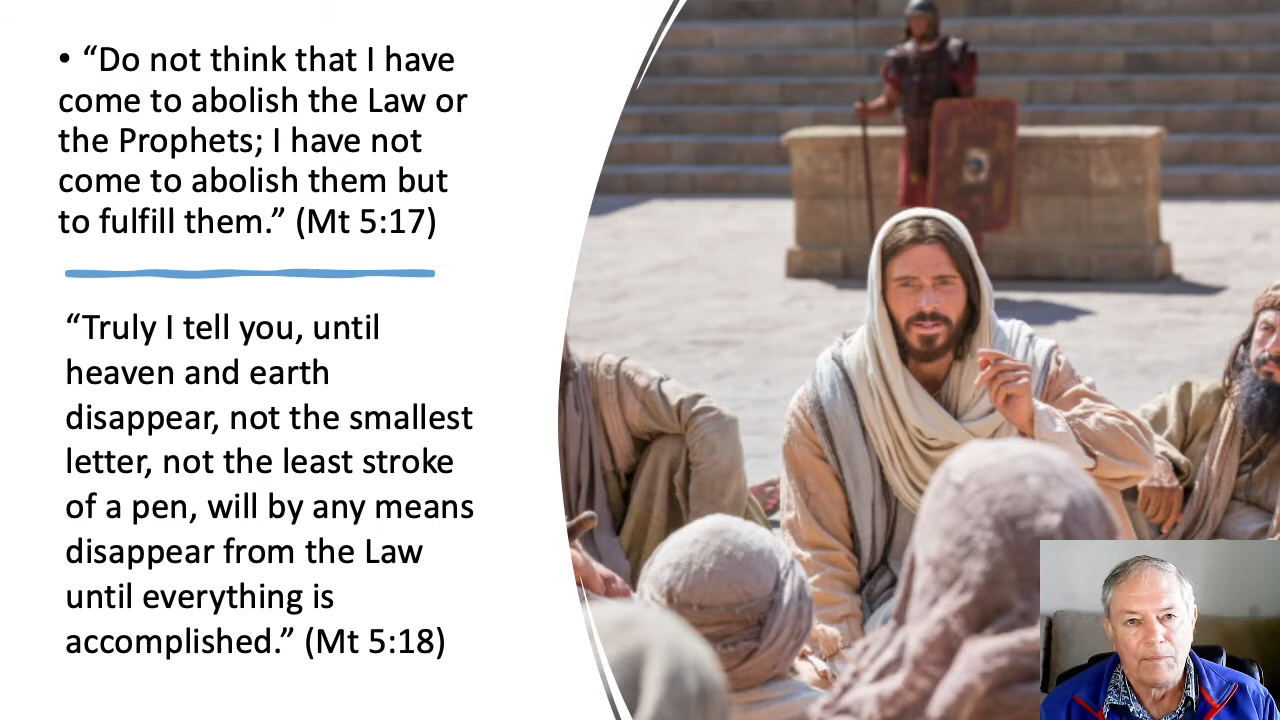 • “Do not think that I have
come to abolish the Law or
the Prophets; I have not
come to abolish them but
to fulfill them.” (Mt 5:17)
“Truly I tell you, until
heaven and earth
disappear, not the smallest
letter, not the least stroke
of a pen, will by any means
disappear from the Law
until everything is
accomplished.” (Mt 5:18)